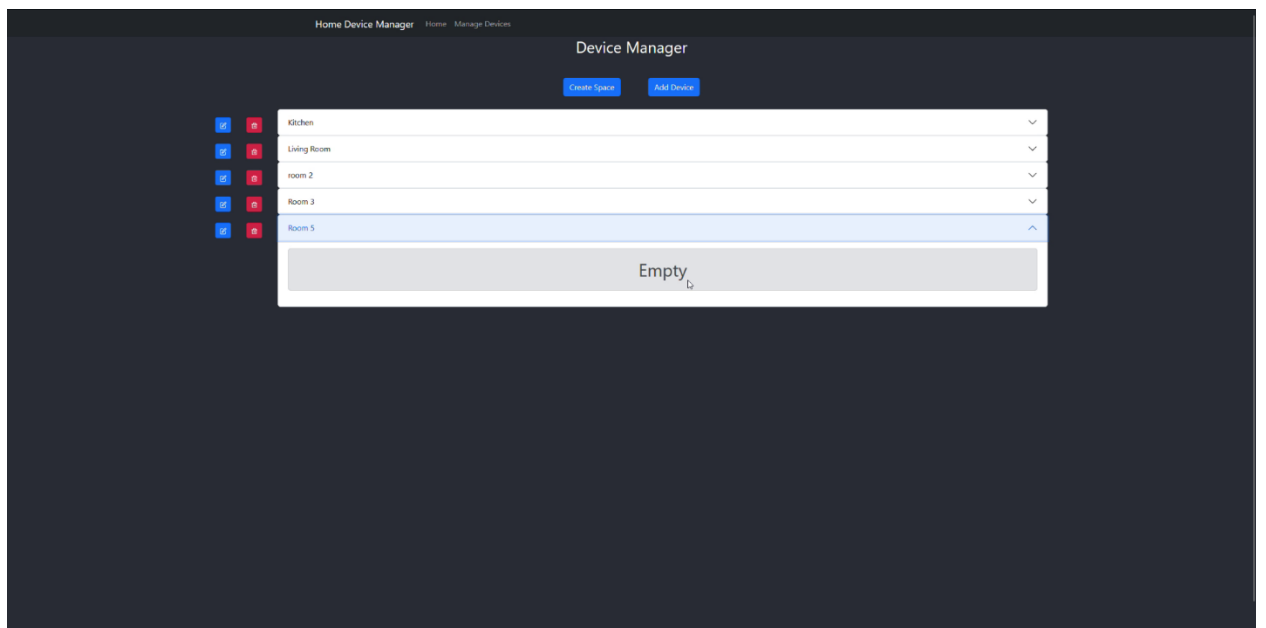 Home Device Manager Home Manage Devices
Device Manager
Create Space Add Device
Kitchen
Living Room
room 2
Room 3
Room 5
Empty